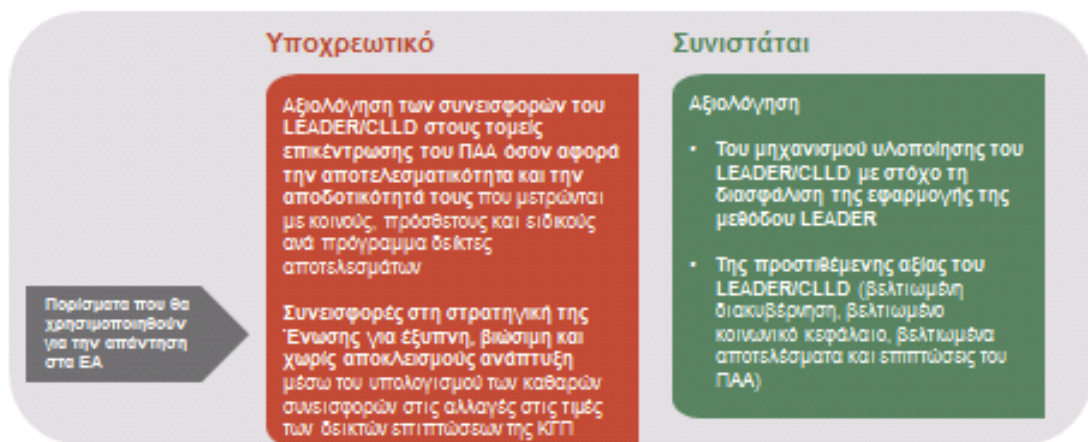 Υποχρεωτικό
Αξιολόγηση των συνεισφορών του
LEADER/CLLD στους τομείς
επικέντρωσης του ΠΑΑ όσον αφορά
την αποτελεσματικότητα και την
αποδοτικότητά τους που μετρώνται
με κοινούς, πρόσθετους και ειδικούς
ανά πρόγραμμα δείκτες
αποτελεσμάτων
Συνεισφορές στη στρατηγική της
Ένωσης για έξυπνη, βιώσιμη και
χωρίς αποκλεισμούς ανάπτυξη
μέσω του υπολογισμού των καθαρών
συνεισφορών στις αλλαγές στις τιμές
των δεικτών επιπτώσεων της ΚΓΠ
Συνιστάται
Αξιολόγηση
• Του μηχανισμού υλοποίησης του
LEADER/CLLD με στόχο τη
διασφάλιση της εφαρμογής της
μεθόδου LEADER
• Της προστιθέμενης αξίας του
LEADER/CLLD (βελτιωμένη
διακυβέρνηση, βελτιωμένο
κοινωνικό κεφάλαιο, βελτιωμένα
αποτελέσματα και επιπτώσεις του
ΠΑΑ)
Πορίσματα που θα
χρησιμοποιηθούν
για την απάντηση
στα ΕΑ